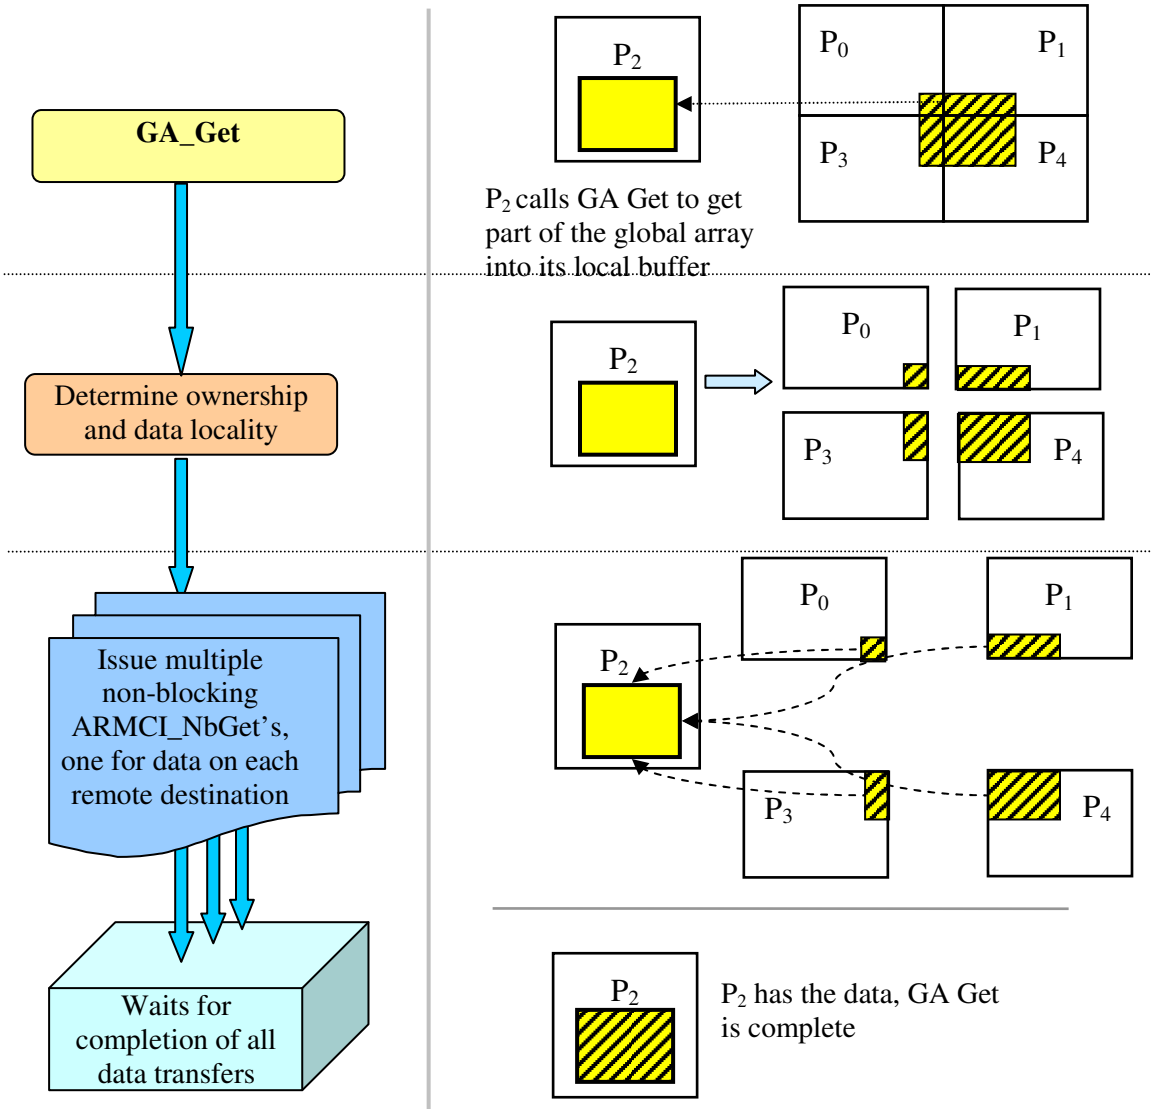 GA_Get
P2
P0
P1
P3
P4
P2 calls GA Get to get
part of the global array
into its local buffer
Determine ownership
and data locality
P2
P0
P1
P3
P4
Issue multiple
non-blocking
ARMCI_NbGet's,
one for data on each
remote destination
P2
P0
P1
P3
P4
Waits for
completion of all
data transfers
P2
P2 has the data, GA Get
is complete